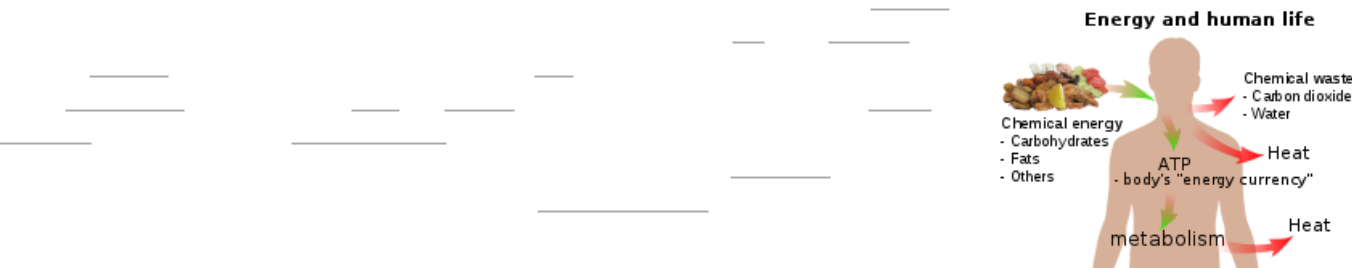 Energy and human life
Chemical energy
- Carbohydrates
- Fats
- Others
Chemical waste
- Carbon dioxide
- Water
Heat
ATP
- body's "energy currency"
metabolism
Heat